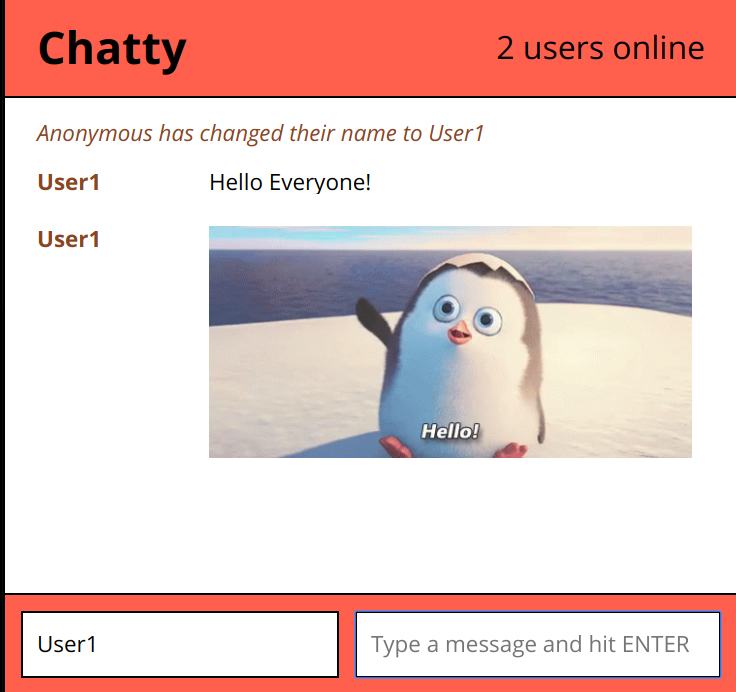 Chatty
2 users online
Anonymous has changed their name to User1
User1 Hello Everyone!
User1
Hello!
User1
Type a message and hit ENTER